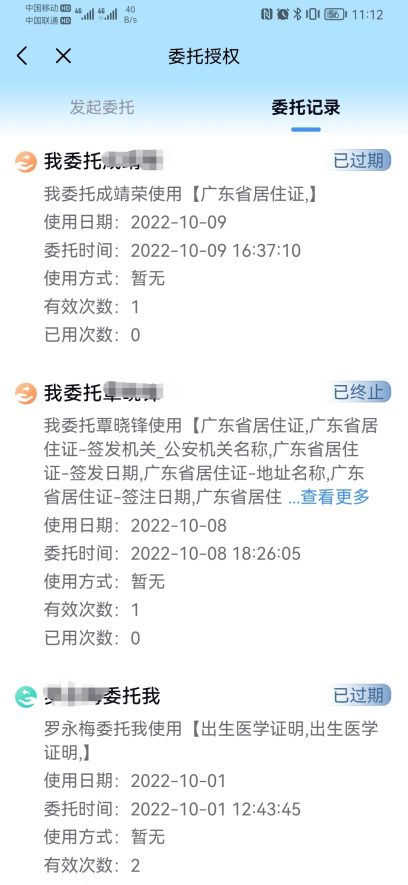 中国移动 HD 4G 4G 40 11:12
中国联通 HD B/s 56
委托授权
发起委托 委托记录
我委托 已过期
我委托成靖荣使用【广东省居住证,】
使用日期：2022-10-09
委托时间：2022-10-09 16:37:10
使用方式：暂无
有效次数：1
已用次数：0
我委托 已终止
我委托覃晓锋使用【广东省居住证,广东省居
住证-签发机关_公安机关名称,广东省居住
证-签发日期,广东省居住证-地址名称,广东
省居住证-签注日期,广东省居住 ...查看更多
使用日期：2022-10-08
委托时间：2022-10-08 18:26:05
使用方式：暂无
有效次数：1
已用次数：0
委托我 已过期
罗永梅委托我使用【出生医学证明,出生医学
证明,】
使用日期：2022-10-01
委托时间：2022-10-01 12:43:45
使用方式：暂无
有效次数：2